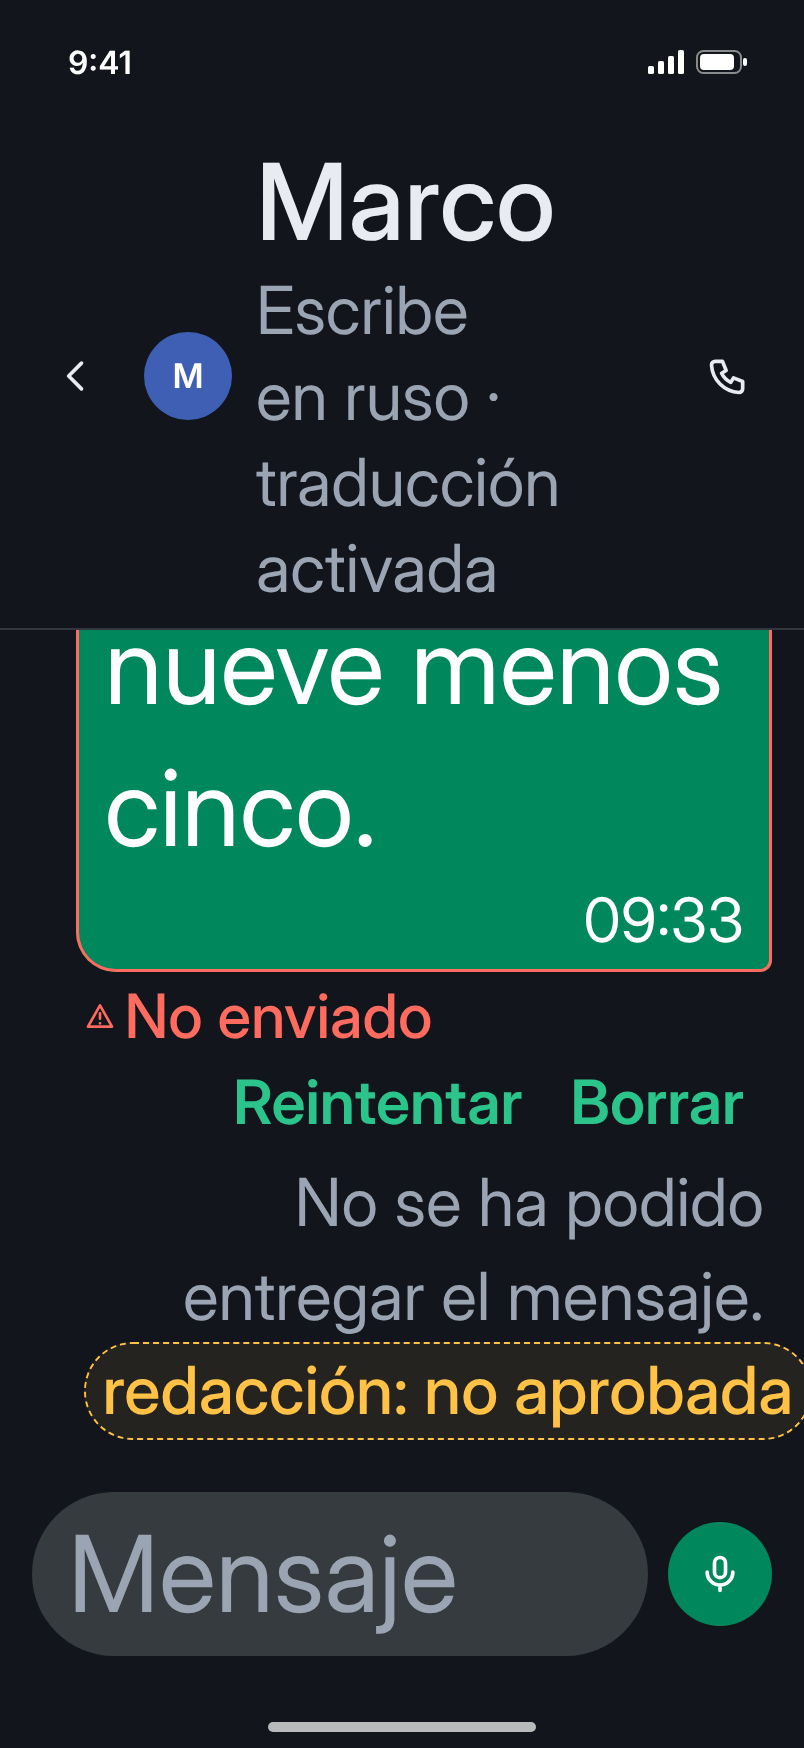 9:41
Marco
M
Escribe
en ruso ·
traducción
activada
nueve menos
cinco.
09:33
No enviado
Reintentar Borrar
No se ha podido
entregar el mensaje.
redacción: no aprobada
Mensaje